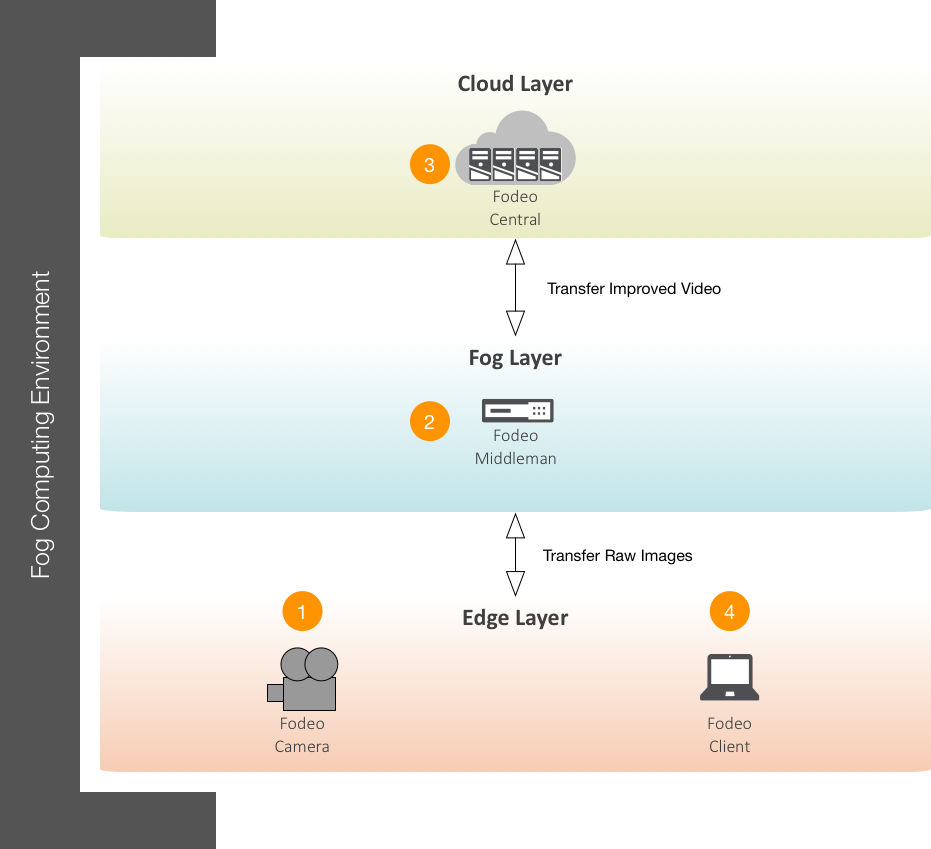 Fog Computing Environment
Cloud Layer
3
Fodeo
Central
Transfer Improved Video
Fog Layer
2
Fodeo
Middleman
Transfer Raw Images
Edge Layer
1
4
Fodeo
Camera
Fodeo
Client